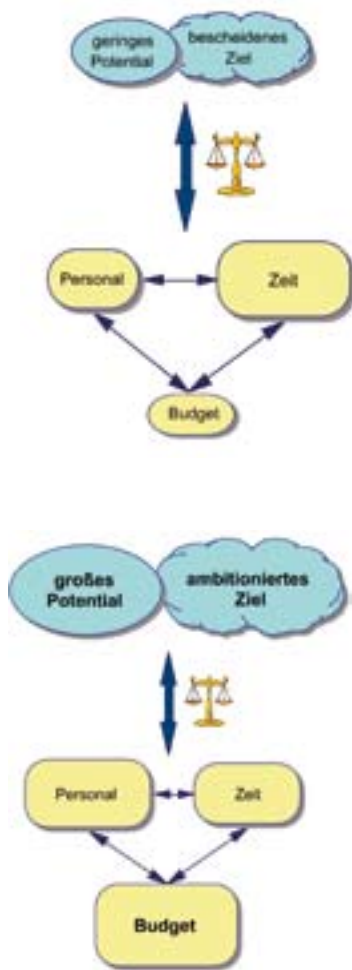 geringes
Potential
bescheidenes
Ziel
Personal
Zeit
Budget
großes
Potential
ambitioniertes
Ziel
Personal
Zeit
Budget